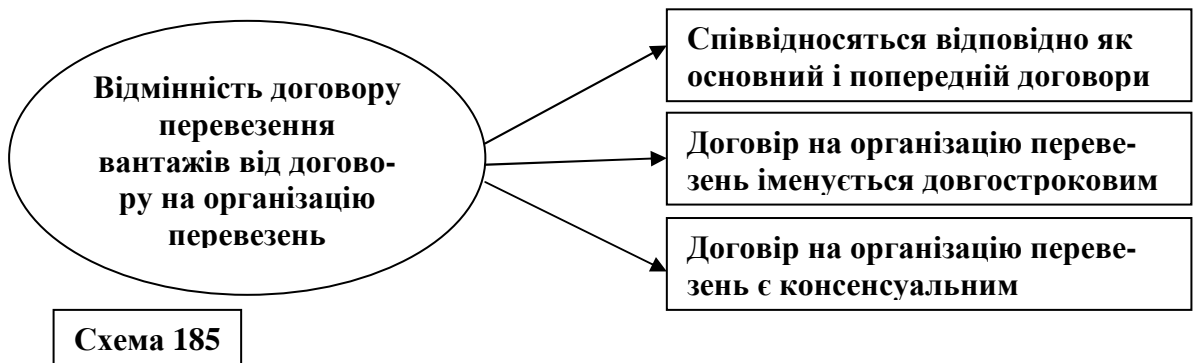 Відмінність договору
перевезення
вантажів від догово-
ру на організацію
перевезень
Співвідносяться відповідно як
основний і попередній договори
Договір на організацію переве-
зень іменується довгостроковим
Договір на організацію переве-
зень є консенсуальним
Схема 185